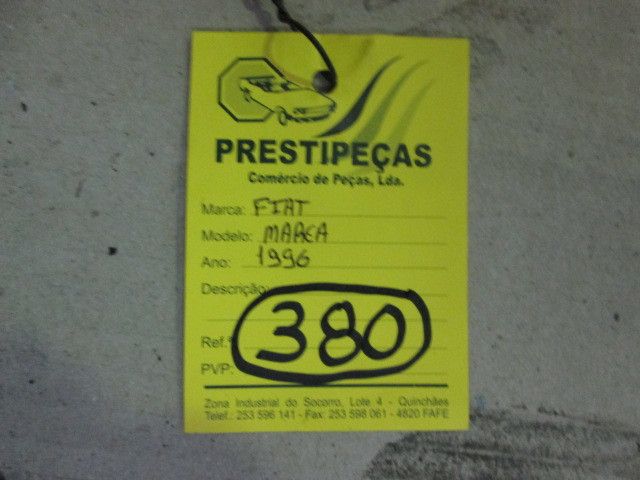 PRESTIPEÇAS
Comércio de Peças, Lda.
Marca: FIAT
Modelo: MAREA
Ano: 1996
Descrição:
380
Ref.ª
PVP:
Zona Industrial do Socorro, Lote 4 - Quinchães
Telef.: 253 596 141 - Fax: 253 598 061 - 4820 FAFE